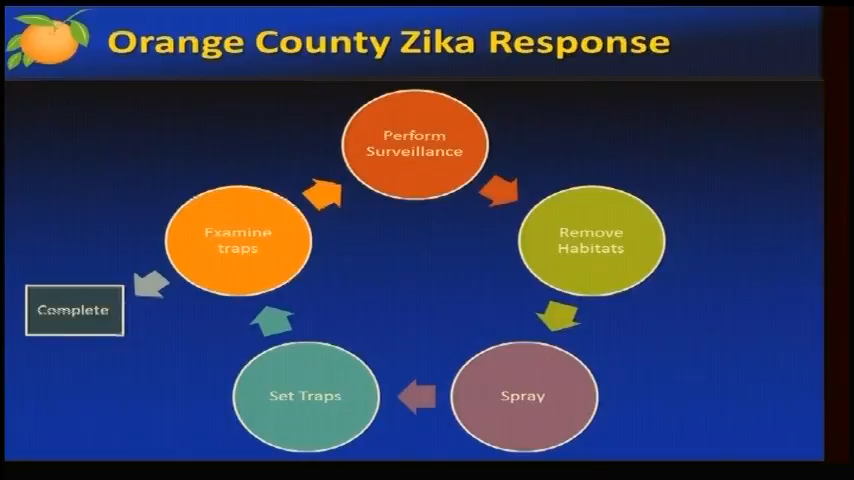 Orange County Zika Response
Perform
Surveillance
Examine
traps
Remove
Habitats
Complete
Set Traps
Spray